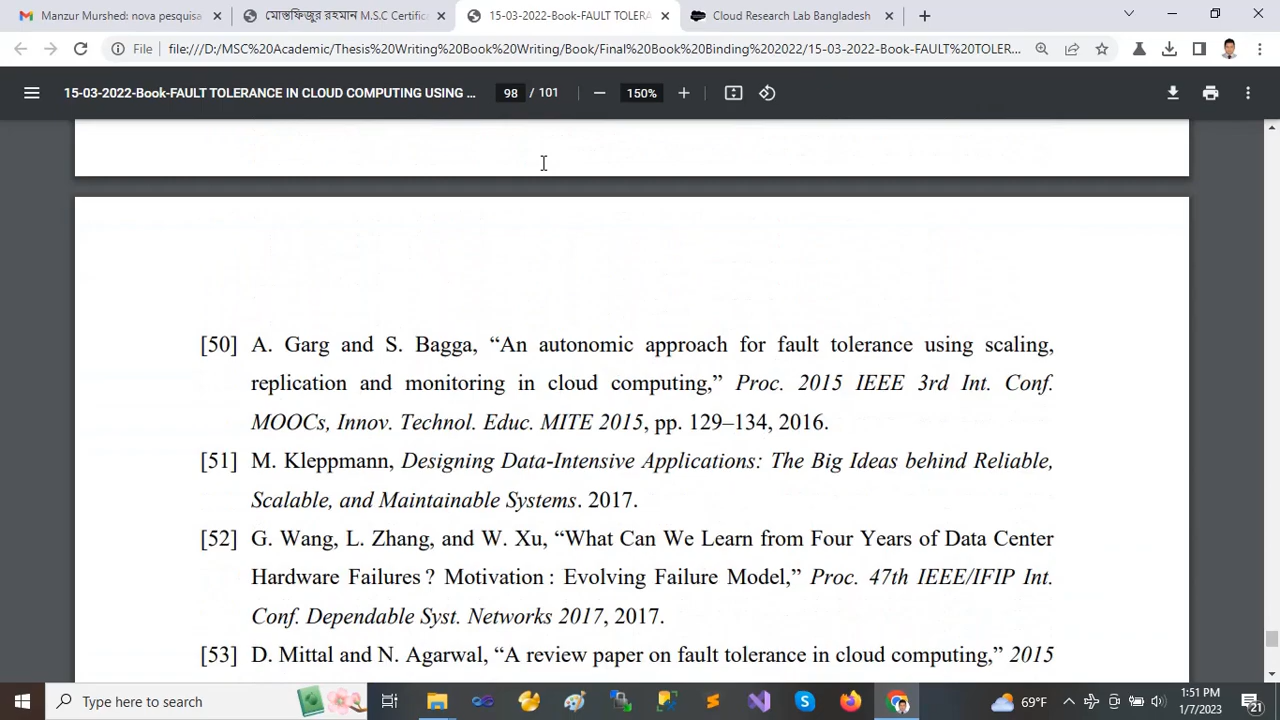 Manzur Murshed: nova pesquisa
মোস্তফিজুর রহমান M.S.C Certific
15-03-2022-Book-FAULT TOLERA
Cloud Research Lab Bangladesh
File
file:///D:/MSC%20Academic/Thesis%20Writing%20Book%20Writing/Book/Final%20Book%20Binding%202022/15-03-2022-Book-FAULT%20TOLER...
15-03-2022-Book-FAULT TOLERANCE IN CLOUD COMPUTING USING ...
98 / 101
150%
[50] A. Garg and S. Bagga, “An autonomic approach for fault tolerance using scaling,
replication and monitoring in cloud computing,” Proc. 2015 IEEE 3rd Int. Conf.
MOOCs, Innov. Technol. Educ. MITE 2015, pp. 129–134, 2016.
[51] M. Kleppmann, Designing Data-Intensive Applications: The Big Ideas behind Reliable,
Scalable, and Maintainable Systems. 2017.
[52] G. Wang, L. Zhang, and W. Xu, “What Can We Learn from Four Years of Data Center
Hardware Failures ? Motivation : Evolving Failure Model,” Proc. 47th IEEE/IFIP Int.
Conf. Dependable Syst. Networks 2017, 2017.
[53] D. Mittal and N. Agarwal, “A review paper on fault tolerance in cloud computing,” 2015
Type here to search
69°F
1:51 PM
1/7/2023
21